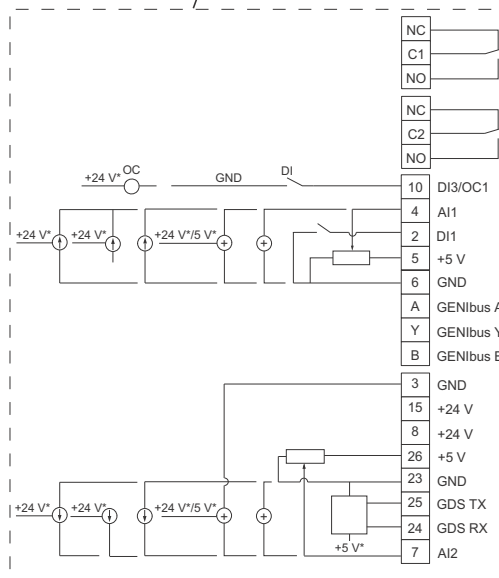 NC
C1
NO
NC
C2
NO
+24 V* OC GND DI 10 DI3/OC1
4 AI1
+24 V* +24 V* +24 V*/5 V* 2 DI1
5 +5 V
6 GND
A GENIbus A
Y GENIbus Y
B GENIbus B
3 GND
15 +24 V
8 +24 V
26 +5 V
23 GND
+24 V* +24 V* +24 V*/5 V* 25 GDS TX
24 GDS RX
+5 V* 7 AI2